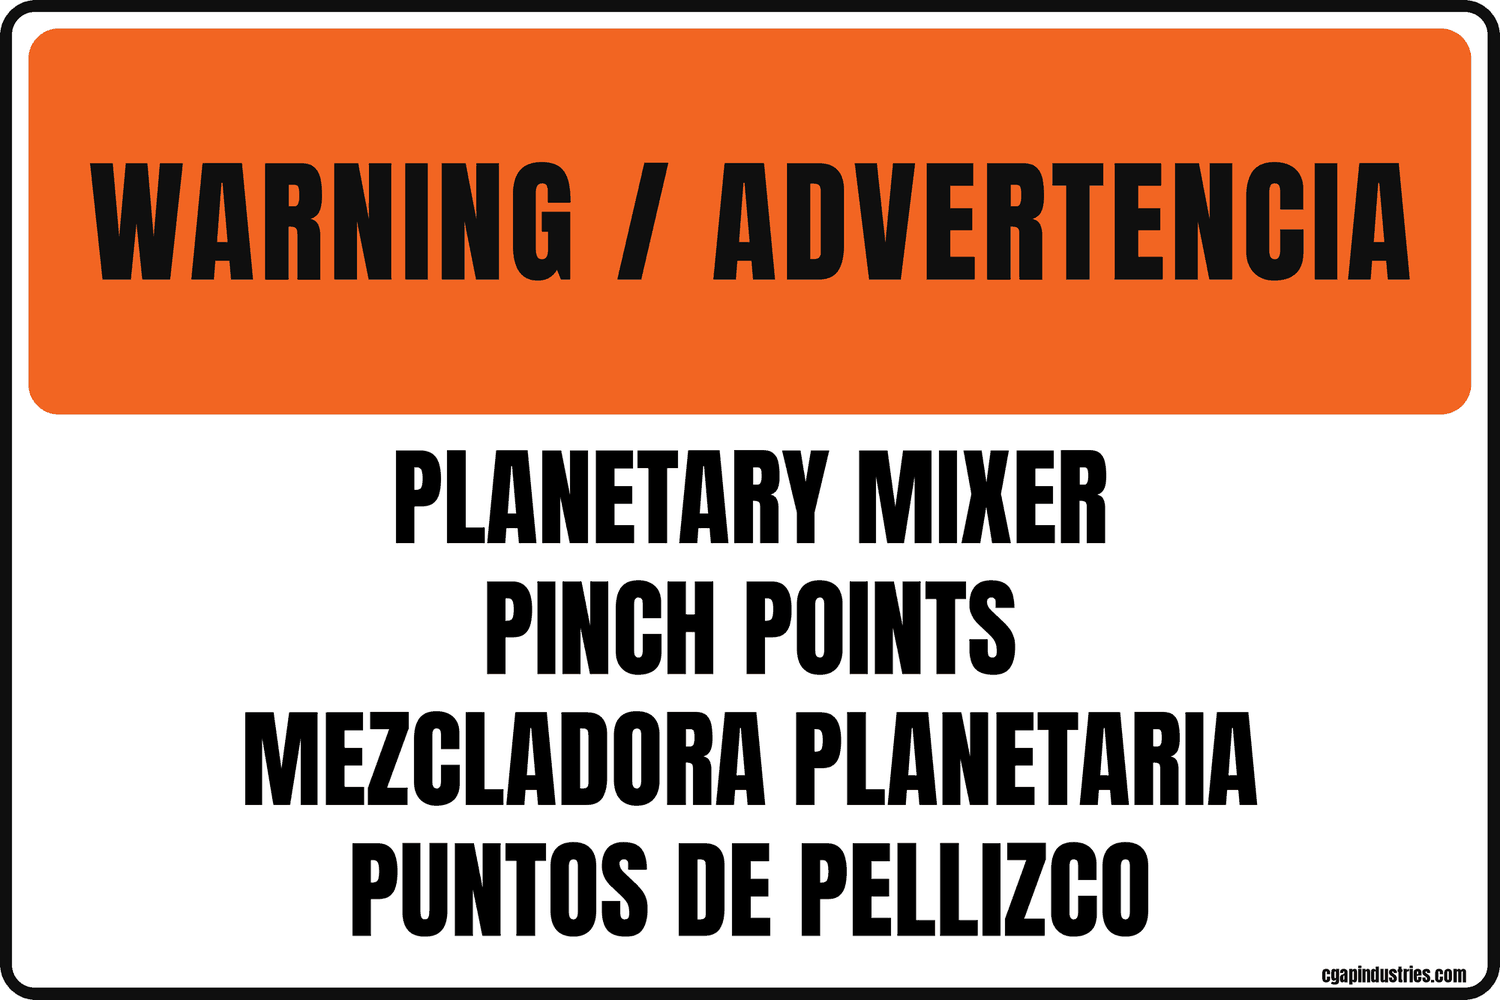 WARNING / ADVERTENCIA
PLANETARY MIXER
PINCH POINTS
MEZCLADORA PLANETARIA
PUNTOS DE PELLIZCO
cgapindustries.com